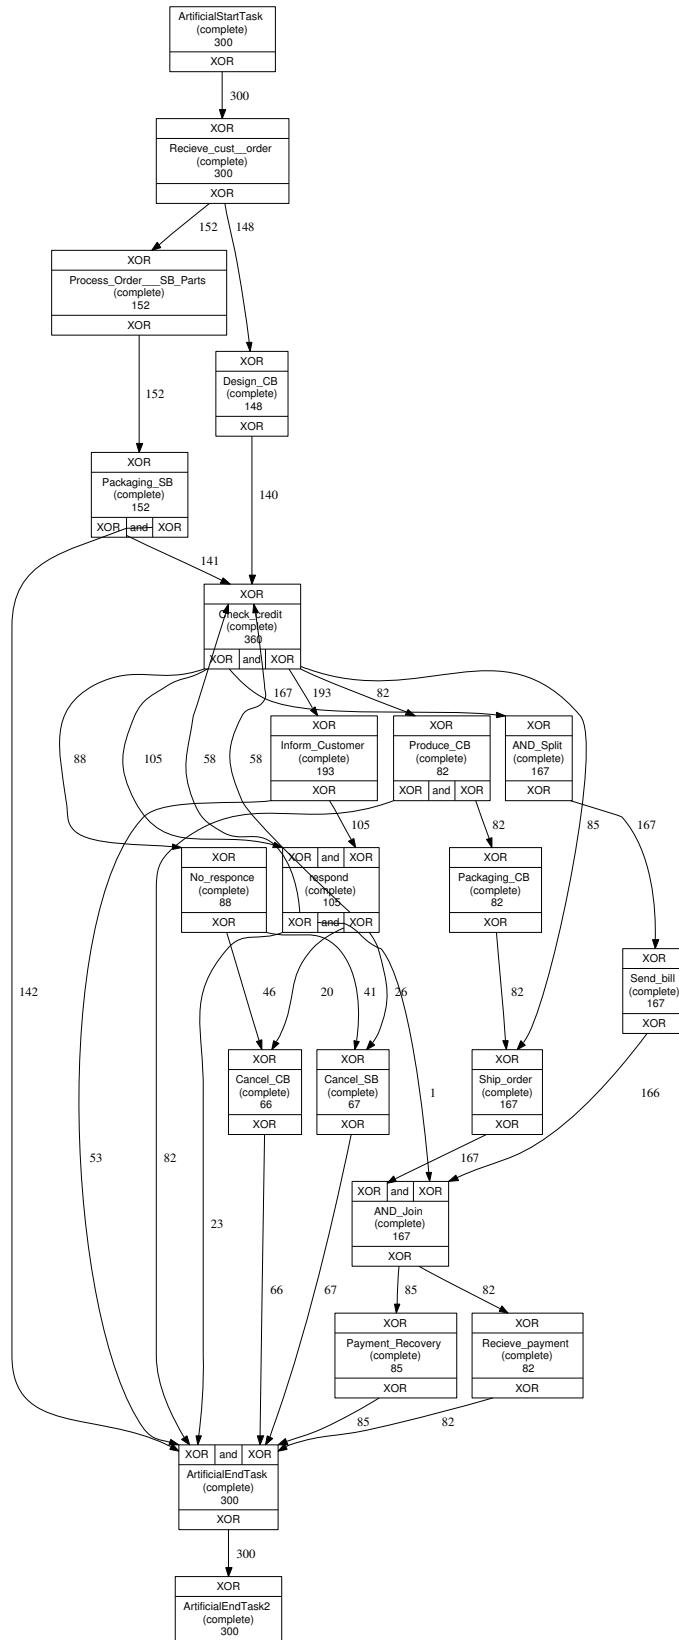 ArtificialStartTask
(complete)
300
XOR
300
XOR
Recieve_cust__order
(complete)
300
XOR
152
148
XOR
Process_Order___SB_Parts
(complete)
152
XOR
XOR
Design_CB
(complete)
148
XOR
152
140
XOR
Packaging_SB
(complete)
152
XOR and XOR
141
XOR
Check_credit
(complete)
360
XOR and XOR
167
193
82
88
105
58
58
85
XOR
Inform_Customer
(complete)
193
XOR
XOR
Produce_CB
(complete)
82
XOR and XOR
XOR
AND_Split
(complete)
167
XOR
105
82
167
XOR
No_responce
(complete)
88
XOR
XOR and XOR
respond
(complete)
105
XOR and XOR
XOR
Packaging_CB
(complete)
82
XOR
142
46
20
41
26
82
XOR
Send_bill
(complete)
167
XOR
XOR
Cancel_CB
(complete)
66
XOR
XOR
Cancel_SB
(complete)
67
XOR
XOR
Ship_order
(complete)
167
XOR
1
166
53
82
23
167
XOR and XOR
AND_Join
(complete)
167
XOR
66
67
85
82
XOR
Payment_Recovery
(complete)
85
XOR
XOR
Recieve_payment
(complete)
82
XOR
85
82
XOR and XOR
ArtificialEndTask
(complete)
300
XOR
300
XOR
ArtificialEndTask2
(complete)
300